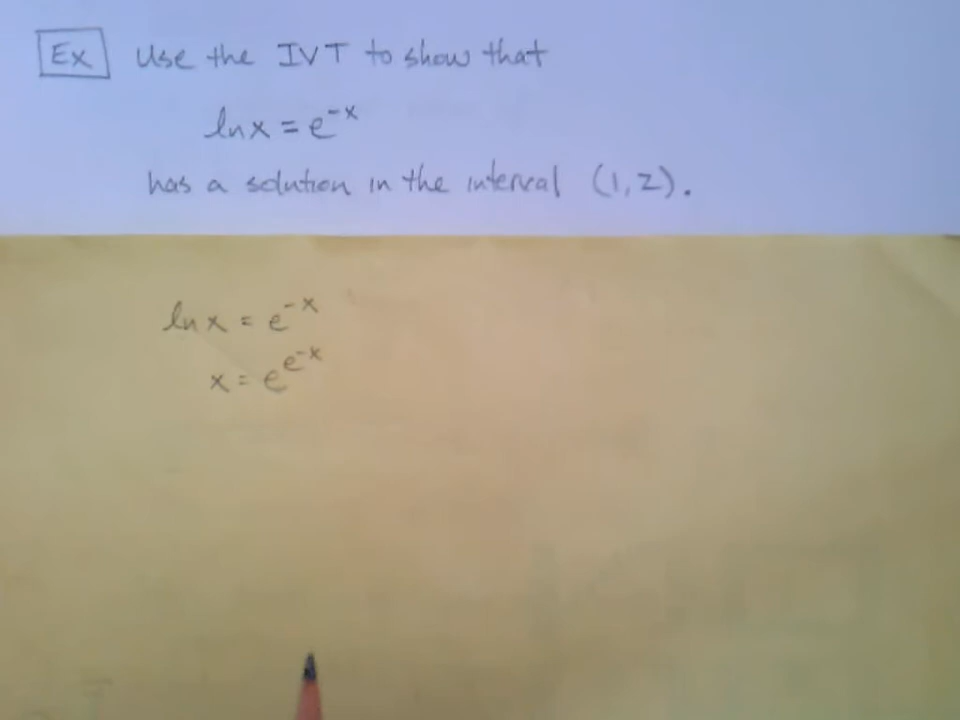 Ex Use the IVT to show that
ln x = e^{-x}
has a solution in the interval (1,2).
ln x = e^{-x}
x = e^{e^{-x}}